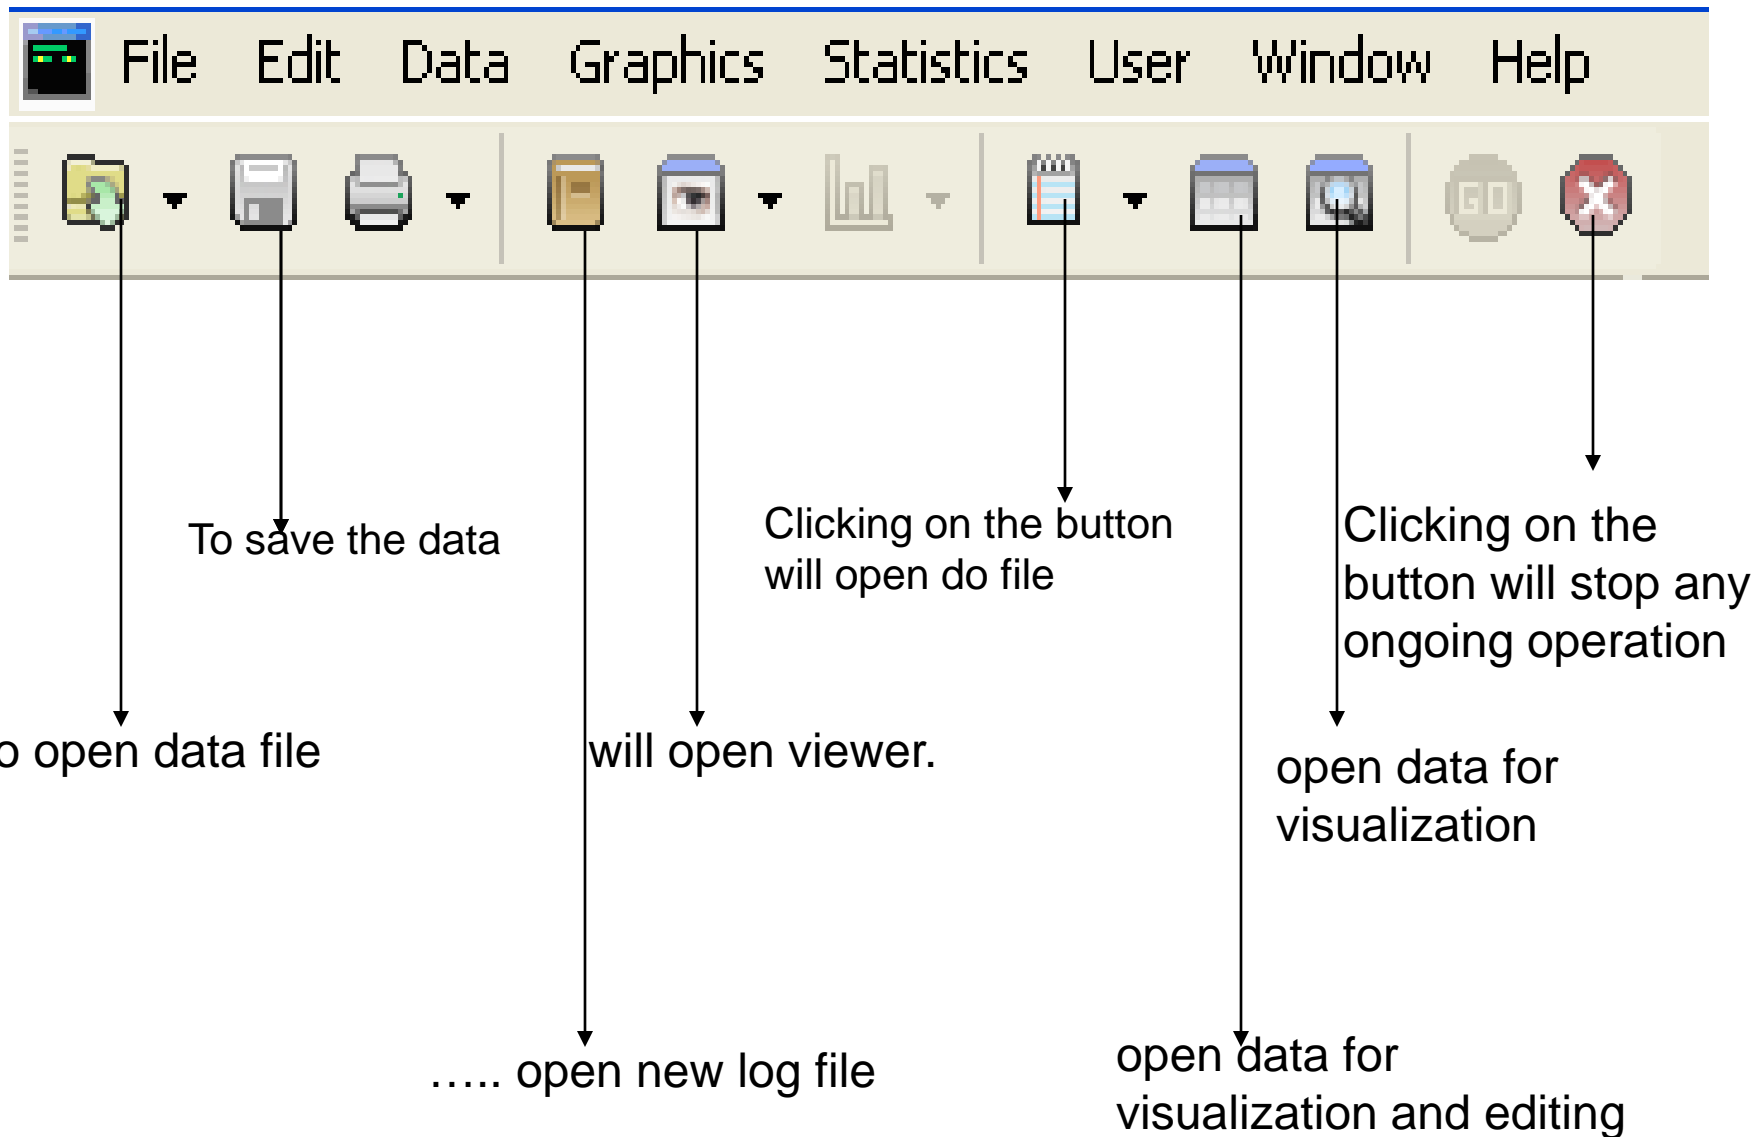 File Edit Data Graphics Statistics User Window Help
GO
To save the data
Clicking on the button
will open do file
Clicking on the
button will stop any
ongoing operation
o open data file
will open viewer.
open data for
visualization
….. open new log file
open data for
visualization and editing